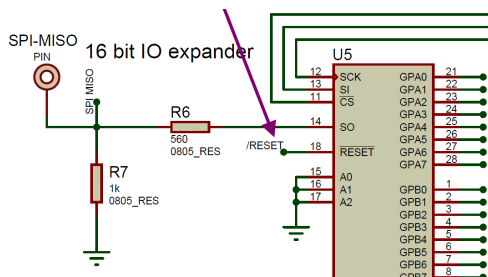 SPI-MISO
PIN
16 bit IO expander
SPI MISO
R6
560
0805_RES
R7
1k
0805_RES
/RESET
U5
12 SCK
13 SI
11 CS
14 SO
18 RESET
15 A0
16 A1
17 A2
GPA0 21
GPA1 22
GPA2 23
GPA3 24
GPA4 25
GPA5 26
GPA6 27
GPA7 28
GPB0 1
GPB1 2
GPB2 3
GPB3 4
GPB4 5
GPB5 6
GPB6 7
GPB7 8